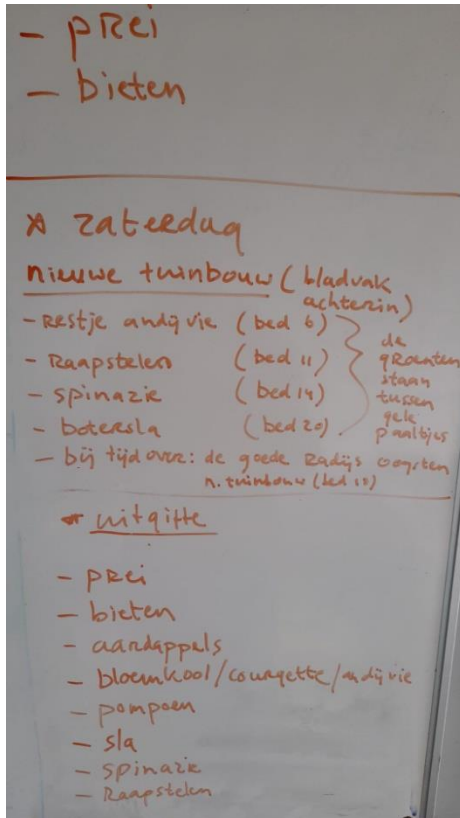 - prei
- bieten
* zaterdag
nieuwe tuinbouw (bladvak achterin)
- restje andijvie (bed 6)
- Raapstelen (bed 11)
- spinazie (bed 14)
- botersla (bed 20)
de groenten staan tussen gele paaltjes
- bij tijd over: de goede Radijs oogsten
n. tuinbouw (bed 10)
* uitgifte
- prei
- bieten
- aardappels
- bloemkool/courgette/andijvie
- pompoen
- sla
- spinazie
- Raapstelen